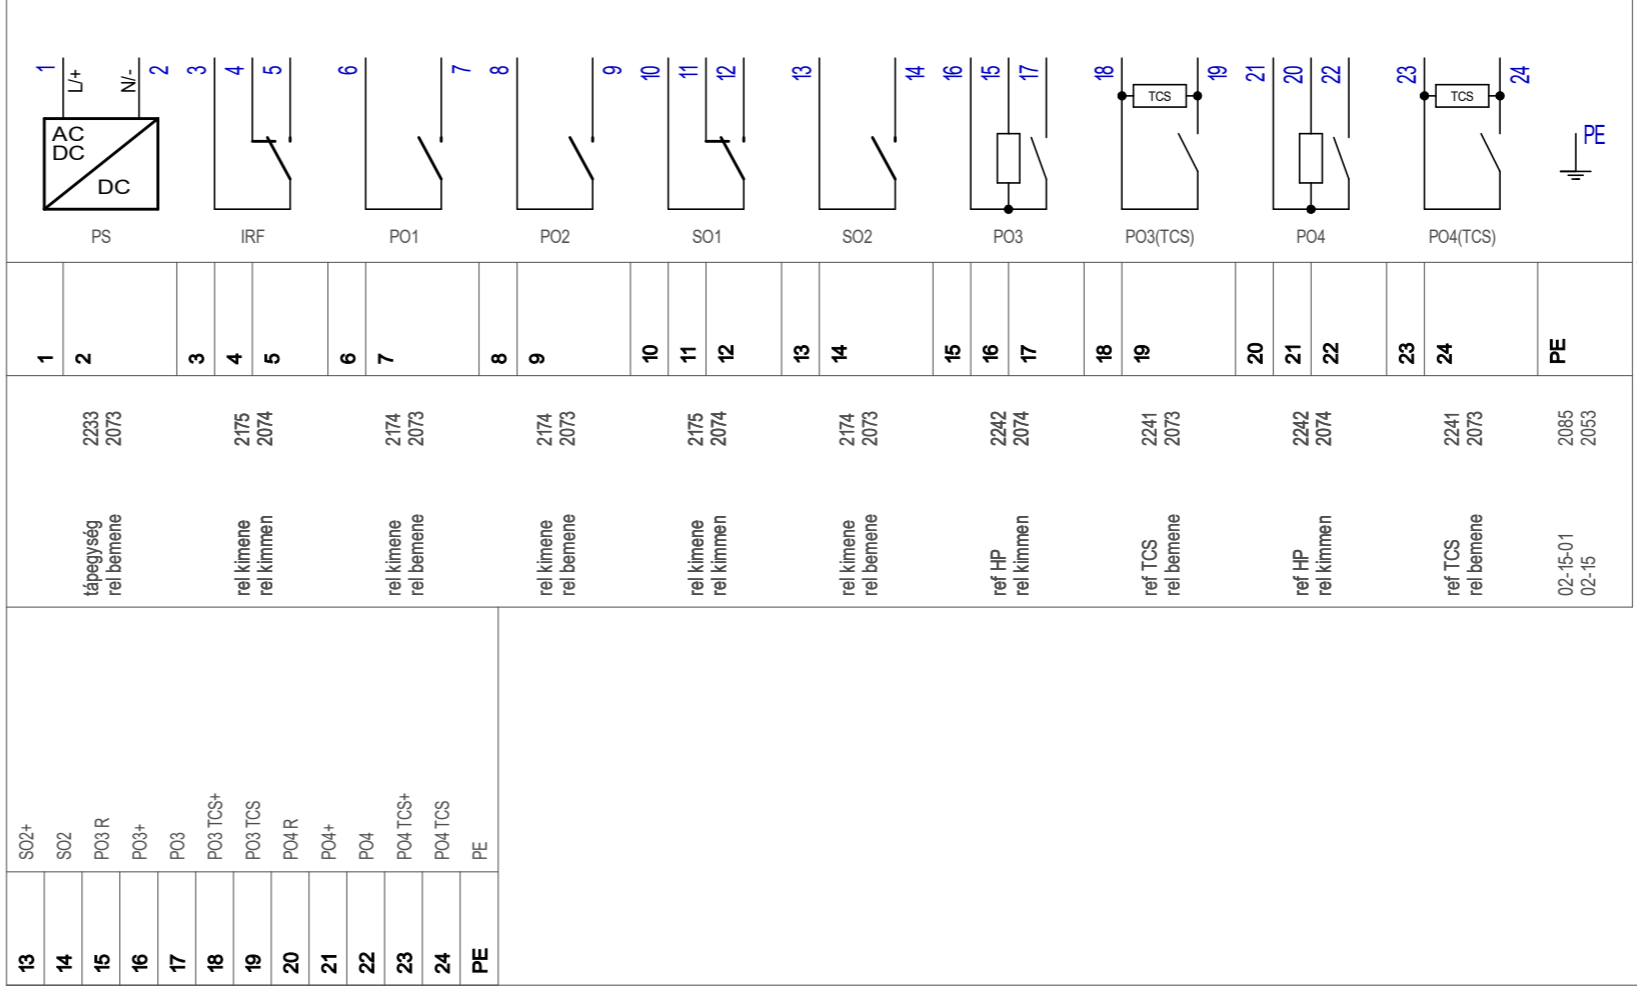 1 L/+ N/- 2 3 4 5 6 7 8 9 10 11 12 13 14 16 15 17 18 19 21 20 22 23 24
TCS TCS
AC
DC
DC
PE
PS IRF PO1 PO2 SO1 SO2 PO3 PO3(TCS) PO4 PO4(TCS)
1 2 3 4 5 6 7 8 9 10 11 12 13 14 15 16 17 18 19 20 21 22 23 24 PE
2233
2073
2175
2074
2174
2073
2174
2073
2175
2074
2174
2073
2242
2074
2241
2073
2242
2074
2241
2073
2085
2053
tápegység
rel bemene
rel kimene
rel kimmen
rel kimene
rel bemene
rel kimene
rel bemene
rel kimene
rel kimmen
rel kimene
rel bemene
ref HP
rel kimmen
ref TCS
rel bemene
ref HP
rel kimmen
ref TCS
rel bemene
02-15-01
02-15
SO2+
SO2
PO3 R
PO3+
PO3
PO3 TCS+
PO3 TCS
PO4 R
PO4+
PO4
PO4 TCS+
PO4 TCS
PE
13 14 15 16 17 18 19 20 21 22 23 24 PE